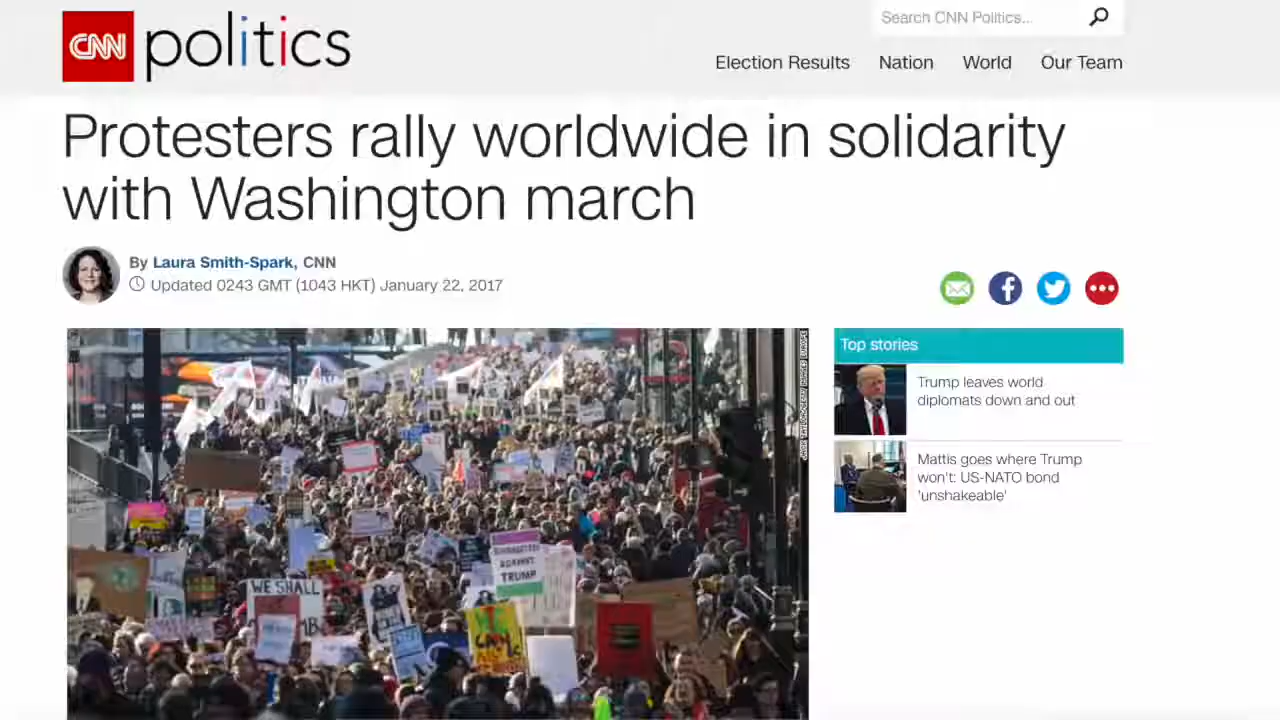 CNN politics
Search CNN Politics...
Election Results Nation World Our Team
Protesters rally worldwide in solidarity
with Washington march
By Laura Smith-Spark, CNN
Updated 0243 GMT (1043 HKT) January 22, 2017
Top stories
Trump leaves world
diplomats down and out
Mattis goes where Trump
won't: US-NATO bond
'unshakeable'
AGAINST
TRUMP
WE SHALL